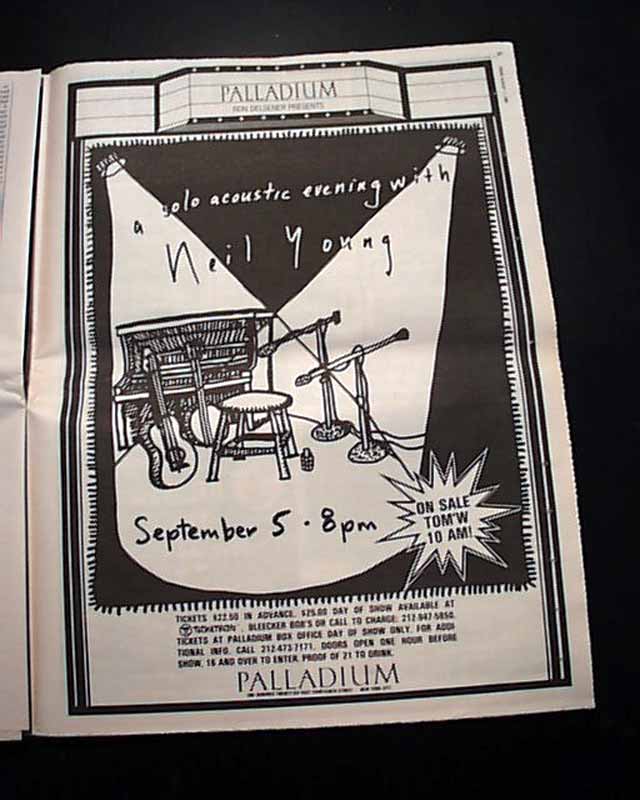 PALLADIUM
RON DELSENER PRESENTS
a solo acoustic evening with
Neil Young
September 5 · 8pm
ON SALE
TOM'W
10 AM!
TICKETS $22.50 IN ADVANCE, $25.00 DAY OF SHOW AVAILABLE AT
TICKETRON, BLEECKER BOB'S OR CALL TO CHARGE: 212-947-5850.
TICKETS AT PALLADIUM BOX OFFICE DAY OF SHOW ONLY. FOR ADDI
TIONAL INFO. CALL 212-473-7171. DOORS OPEN ONE HOUR BEFORE
SHOW. 16 AND OVER TO ENTER. PROOF OF 21 TO DRINK.
PALLADIUM
NEW YORK CITY